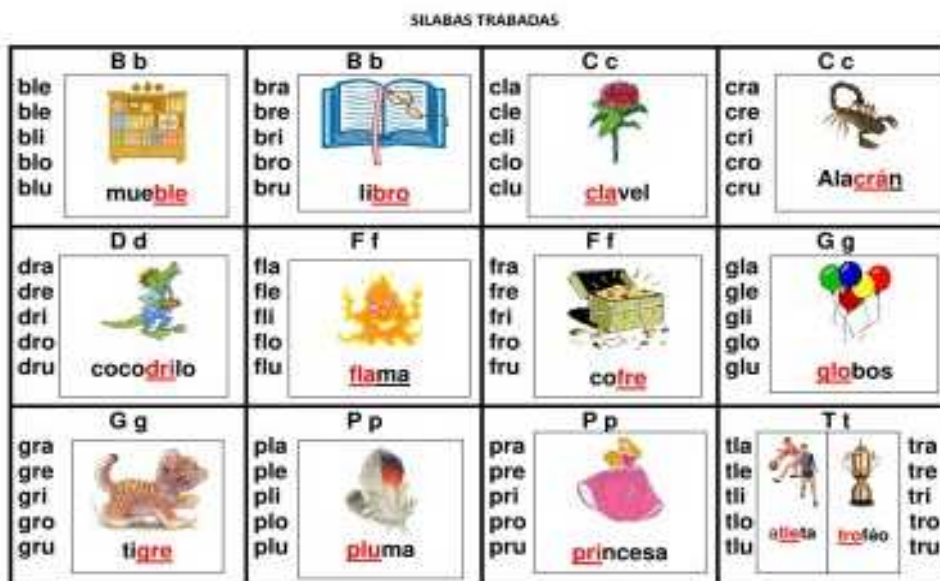 SILABAS TRABADAS
B b
ble
ble
bli
blo
blu
mueble
B b
bra
bre
bri
bro
bru
libro
C c
cla
cle
cli
clo
clu
clavel
C c
cra
cre
cri
cro
cru
Alacrán
D d
dra
dre
dri
dro
dru
cocodrilo
F f
fla
fle
fli
flo
flu
flama
F f
fra
fre
fri
fro
fru
cofre
G g
gla
gle
gli
glo
glu
globos
G g
gra
gre
gri
gro
gru
tigre
P p
pla
ple
pli
plo
plu
pluma
P p
pra
pre
pri
pro
pru
princesa
T t
tla
tle
tli
tlo
tlu
atleta
troféo
tra
tre
tri
tro
tru